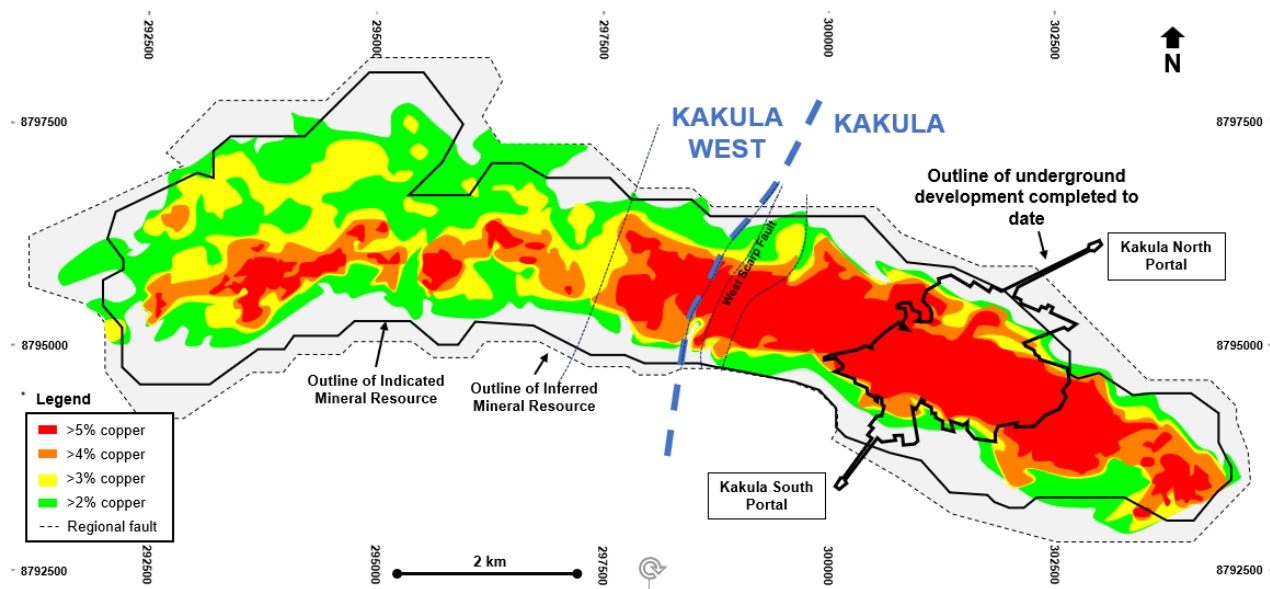 292500
295000
297500
300000
302500
N
8797500
8797500
KAKULA
WEST
KAKULA
Outline of underground
development completed to
date
Kakula North
Portal
West Scarp Fault
8795000
8795000
Outline of Indicated
Mineral Resource
Outline of Inferred
Mineral Resource
* Legend
>5% copper
>4% copper
>3% copper
>2% copper
Regional fault
Kakula South
Portal
2 km
8792500
8792500
292500
295000
297500
300000
302500